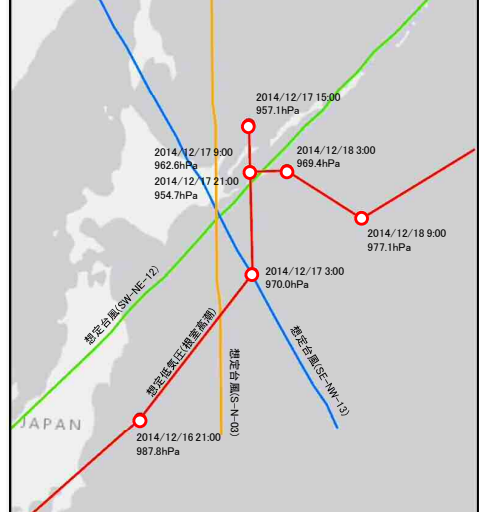 2014/12/17 15:00
957.1hPa
2014/12/17 9:00
962.6hPa
2014/12/17 21:00
954.7hPa
2014/12/18 3:00
969.4hPa
2014/12/18 9:00
977.1hPa
2014/12/17 3:00
970.0hPa
想定台風(SW-NE-12)
想定低気圧(根室高潮)
想定台風(S-N-03)
想定台風(SE-NW-13)
JAPAN
2014/12/16 21:00
987.8hPa